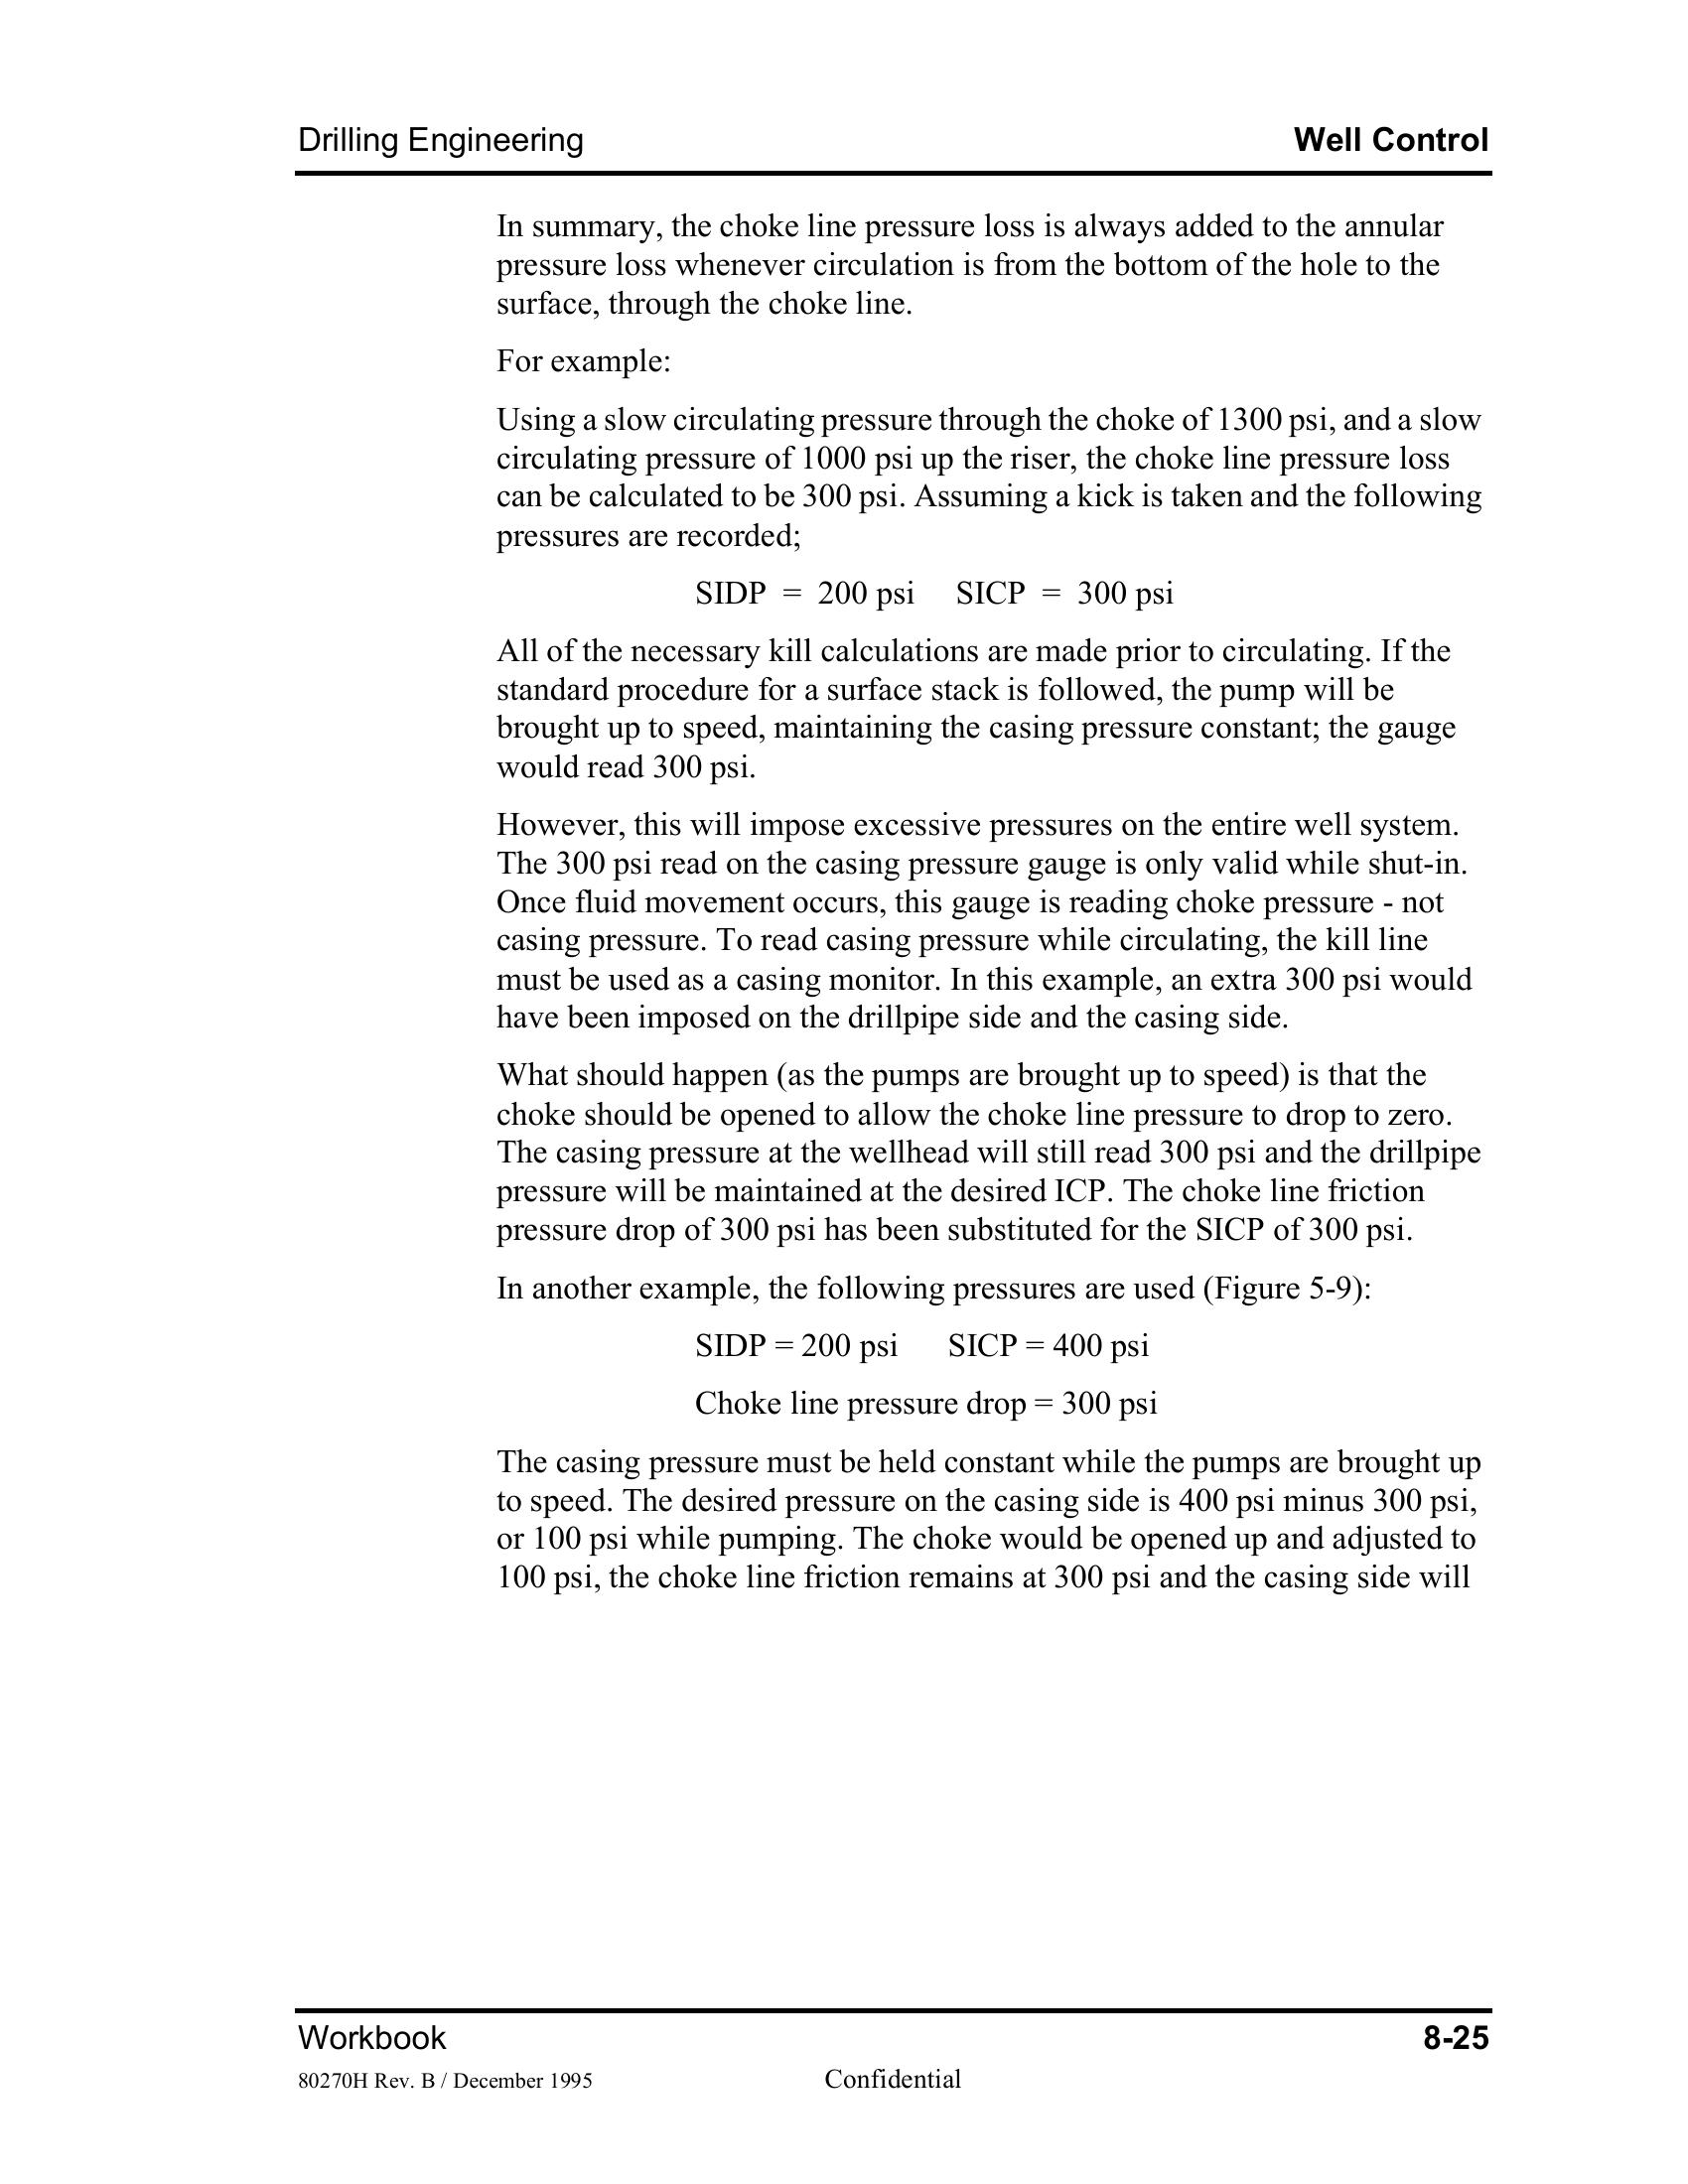 Drilling Engineering Well Control
In summary, the choke line pressure loss is always added to the annular
pressure loss whenever circulation is from the bottom of the hole to the
surface, through the choke line.
For example:
Using a slow circulating pressure through the choke of 1300 psi, and a slow
circulating pressure of 1000 psi up the riser, the choke line pressure loss
can be calculated to be 300 psi. Assuming a kick is taken and the following
pressures are recorded;
SIDP = 200 psi SICP = 300 psi
All of the necessary kill calculations are made prior to circulating. If the
standard procedure for a surface stack is followed, the pump will be
brought up to speed, maintaining the casing pressure constant; the gauge
would read 300 psi.
However, this will impose excessive pressures on the entire well system.
The 300 psi read on the casing pressure gauge is only valid while shut-in.
Once fluid movement occurs, this gauge is reading choke pressure - not
casing pressure. To read casing pressure while circulating, the kill line
must be used as a casing monitor. In this example, an extra 300 psi would
have been imposed on the drillpipe side and the casing side.
What should happen (as the pumps are brought up to speed) is that the
choke should be opened to allow the choke line pressure to drop to zero.
The casing pressure at the wellhead will still read 300 psi and the drillpipe
pressure will be maintained at the desired ICP. The choke line friction
pressure drop of 300 psi has been substituted for the SICP of 300 psi.
In another example, the following pressures are used (Figure 5-9):
SIDP = 200 psi SICP = 400 psi
Choke line pressure drop = 300 psi
The casing pressure must be held constant while the pumps are brought up
to speed. The desired pressure on the casing side is 400 psi minus 300 psi,
or 100 psi while pumping. The choke would be opened up and adjusted to
100 psi, the choke line friction remains at 300 psi and the casing side will
Workbook 8-25
80270H Rev. B / December 1995 Confidential